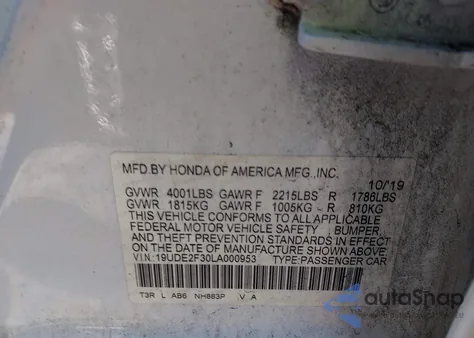 MFD.BY HONDA OF AMERICA MFG.,INC.
10/19
GVWR 4001LBS GAWR F 2215LBS R 1786LBS
GVWR 1815KG GAWR F 1005KG R 810KG
THIS VEHICLE CONFORMS TO ALL APPLICABLE
FEDERAL MOTOR VEHICLE SAFETY , BUMPER,
AND THEFT PREVENTION STANDARDS IN EFFECT
ON THE DATE OF MANUFACTURE SHOWN ABOVE.
V.I.N: 19UDE2F30LA000953 TYPE:PASSENGER CAR
T3R L AB6 NH883P V A
autoSnap